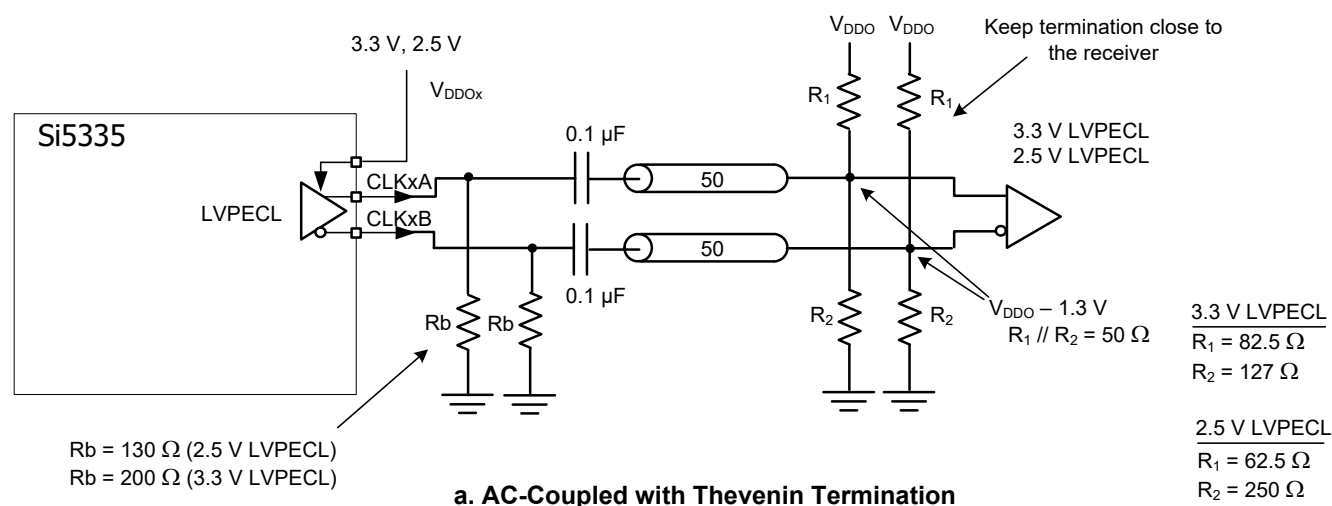 3.3 V, 2.5 V
VDDOx
VDDO VDDO
Keep termination close to
the receiver
R1
R1
Si5335
0.1 µF
3.3 V LVPECL
2.5 V LVPECL
CLKxA
50
LVPECL
CLKxB
50
0.1 µF
Rb
Rb
R2
R2
VDDO – 1.3 V
R1 // R2 = 50 Ω
3.3 V LVPECL
R1 = 82.5 Ω
R2 = 127 Ω
2.5 V LVPECL
R1 = 62.5 Ω
R2 = 250 Ω
Rb = 130 Ω (2.5 V LVPECL)
Rb = 200 Ω (3.3 V LVPECL)
a. AC-Coupled with Thevenin Termination